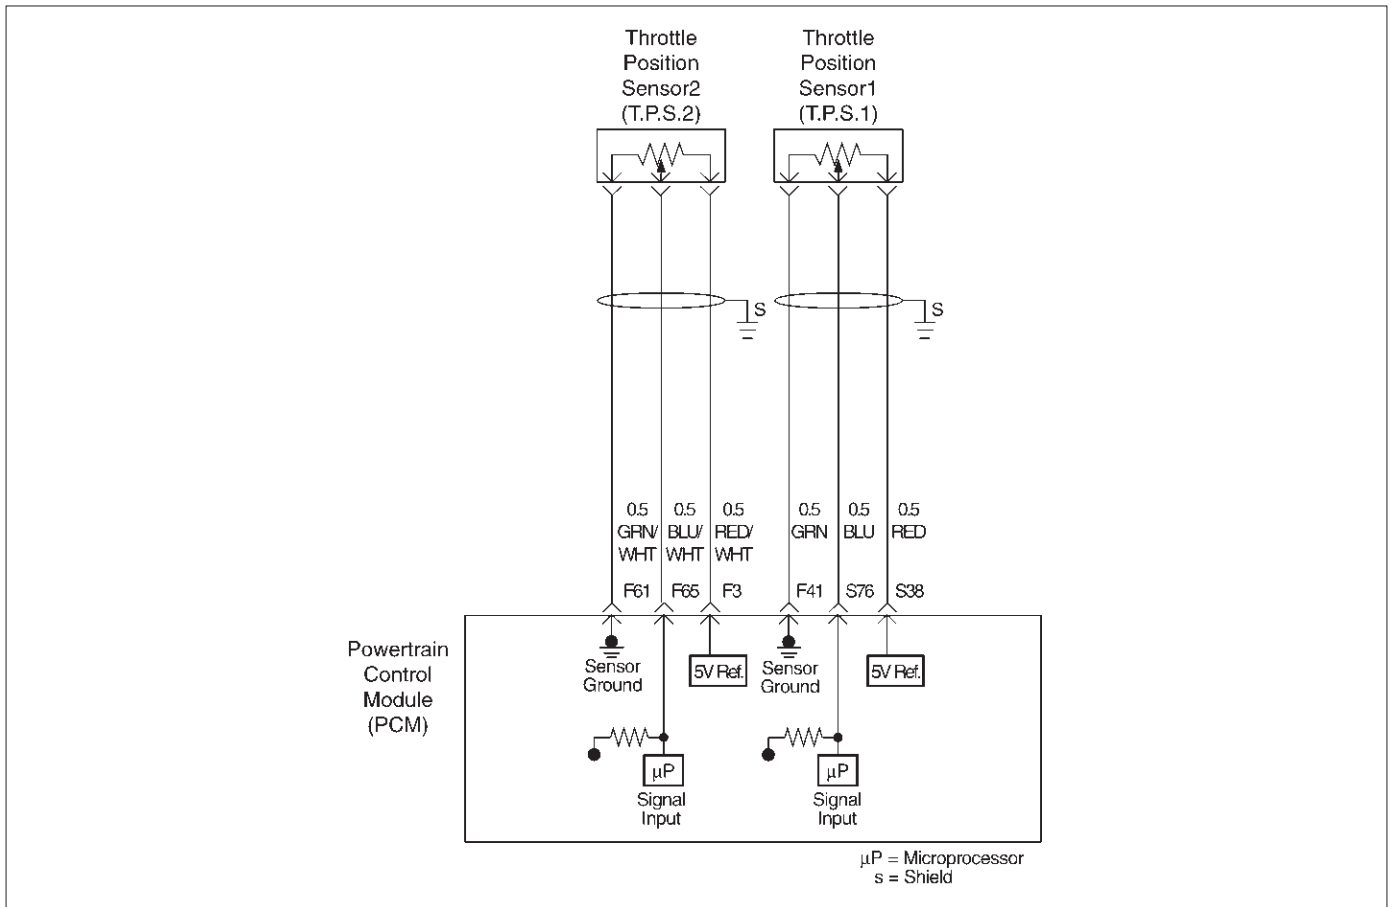 Throttle
Position
Sensor2
(T.P.S.2)
Throttle
Position
Sensor1
(T.P.S.1)
S
S
0.5
GRN/
WHT
0.5
BLU/
WHT
0.5
RED/
WHT
0.5
GRN
0.5
BLU
0.5
RED
F61
F65
F3
F41
S76
S38
Powertrain
Control
Module
(PCM)
Sensor
Ground
5V Ref.
Sensor
Ground
5V Ref.
µP
Signal
Input
µP
Signal
Input
µP = Microprocessor
s = Shield